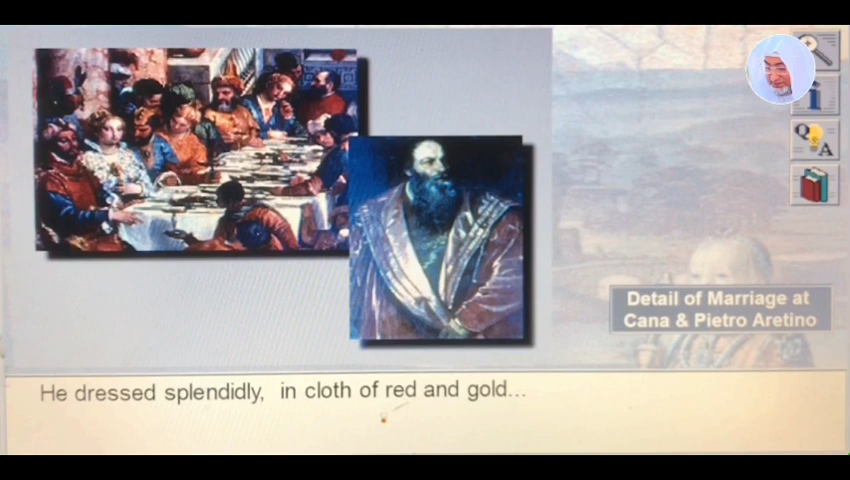 Q
A
Detail of Marriage at
Cana & Pietro Aretino
He dressed splendidly, in cloth of red and gold...